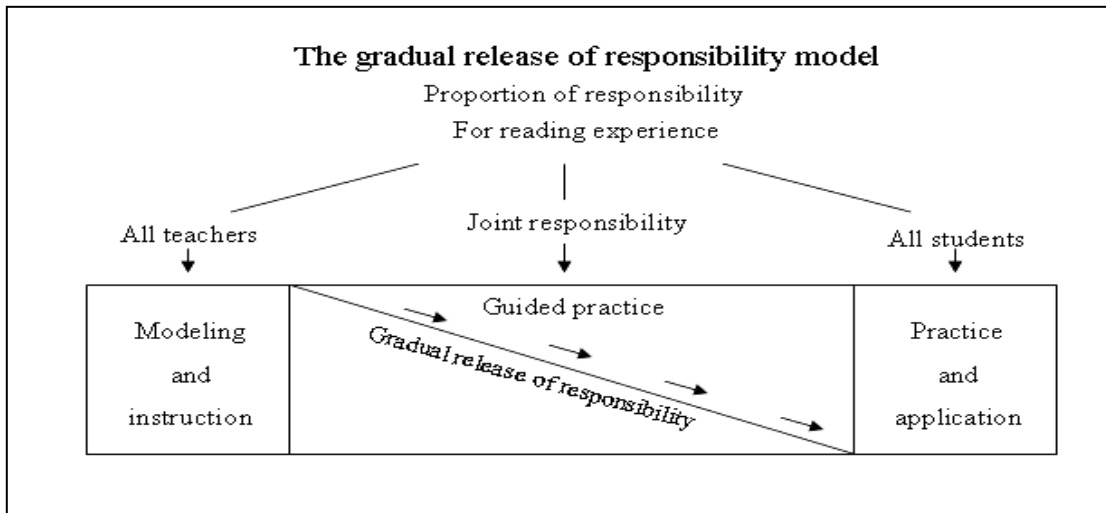 The gradual release of responsibility model
Proportion of responsibility
For reading experience
All teachers
Joint responsibility
All students
Modeling
and
instruction
Guided practice
Gradual release of responsibility
Practice
and
application